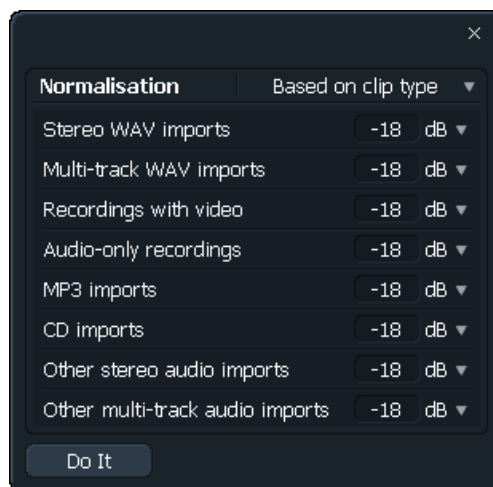 Normalisation Based on clip type
Stereo WAV imports -18 dB
Multi-track WAV imports -18 dB
Recordings with video -18 dB
Audio-only recordings -18 dB
MP3 imports -18 dB
CD imports -18 dB
Other stereo audio imports -18 dB
Other multi-track audio imports -18 dB
Do It